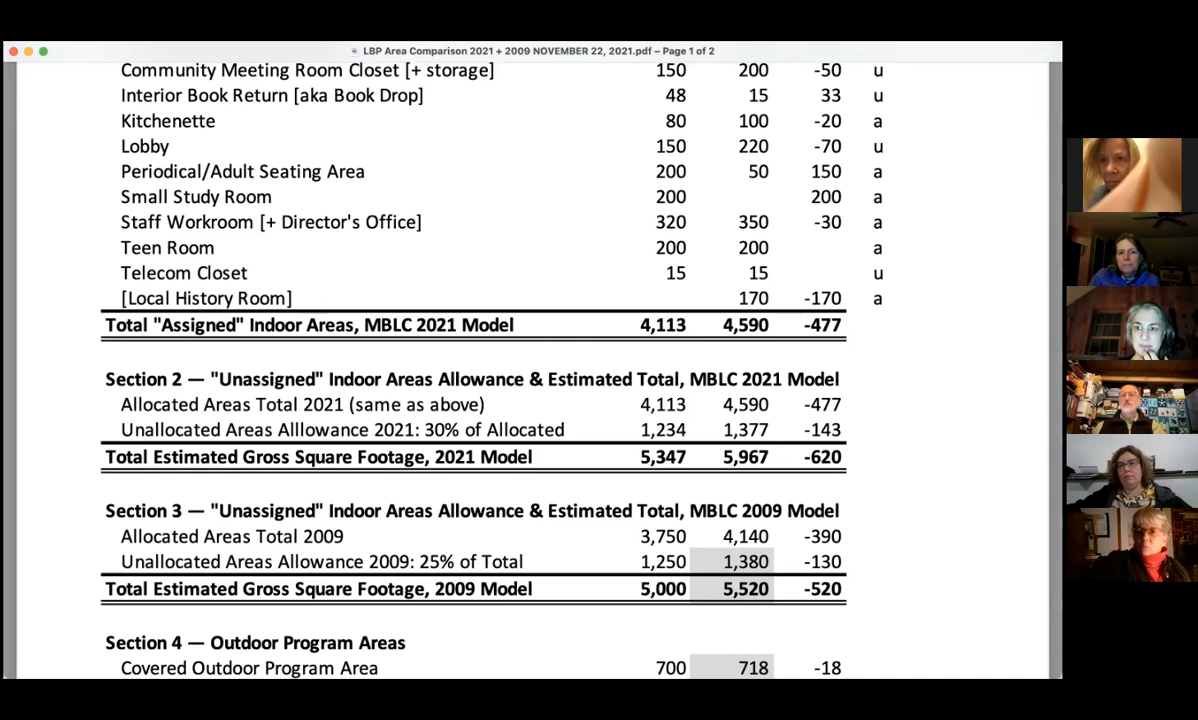 LBP Area Comparison 2021 + 2009 NOVEMBER 22, 2021.pdf – Page 1 of 2
Community Meeting Room Closet [+ storage] 150 200 -50 u
Interior Book Return [aka Book Drop] 48 15 33 u
Kitchenette 80 100 -20 a
Lobby 150 220 -70 u
Periodical/Adult Seating Area 200 50 150 a
Small Study Room 200 200 a
Staff Workroom [+ Director's Office] 320 350 -30 a
Teen Room 200 200 a
Telecom Closet 15 15 u
[Local History Room] 170 -170 a
Total "Assigned" Indoor Areas, MBLC 2021 Model 4,113 4,590 -477
Section 2 — "Unassigned" Indoor Areas Allowance & Estimated Total, MBLC 2021 Model
Allocated Areas Total 2021 (same as above) 4,113 4,590 -477
Unallocated Areas Alllowance 2021: 30% of Allocated 1,234 1,377 -143
Total Estimated Gross Square Footage, 2021 Model 5,347 5,967 -620
Section 3 — "Unassigned" Indoor Areas Allowance & Estimated Total, MBLC 2009 Model
Allocated Areas Total 2009 3,750 4,140 -390
Unallocated Areas Allowance 2009: 25% of Total 1,250 1,380 -130
Total Estimated Gross Square Footage, 2009 Model 5,000 5,520 -520
Section 4 — Outdoor Program Areas
Covered Outdoor Program Area 700 718 -18